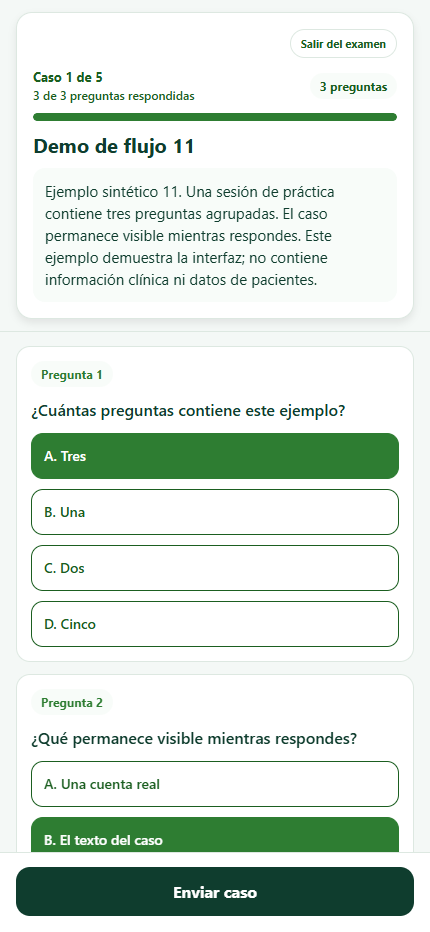 Salir del examen
Caso 1 de 5
3 de 3 preguntas respondidas
3 preguntas
Demo de flujo 11
Ejemplo sintético 11. Una sesión de práctica
contiene tres preguntas agrupadas. El caso
permanece visible mientras respondes. Este
ejemplo demuestra la interfaz; no contiene
información clínica ni datos de pacientes.
Pregunta 1
¿Cuántas preguntas contiene este ejemplo?
A. Tres
B. Una
C. Dos
D. Cinco
Pregunta 2
¿Qué permanece visible mientras respondes?
A. Una cuenta real
B. El texto del caso
Enviar caso